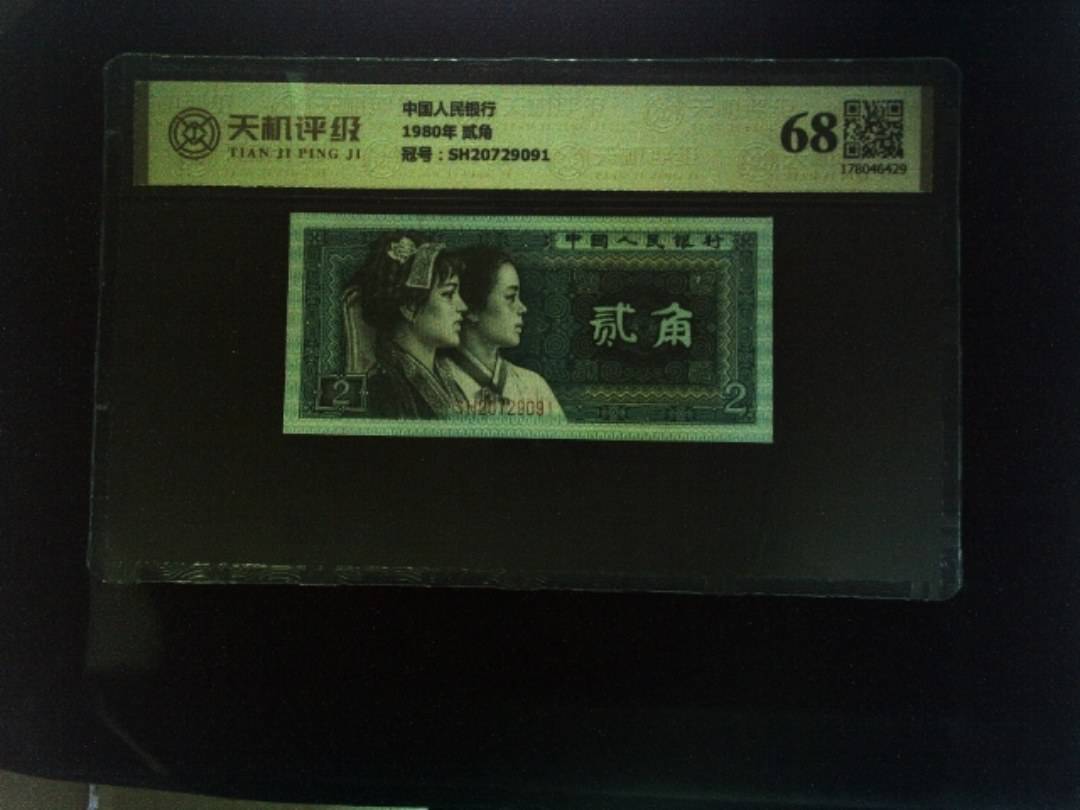 天机评级
TIAN JI PING JI
中国人民银行
1980年 贰角
冠号：SH20729091
68
178046429
中国人民银行
贰角
2
2
SH20729091